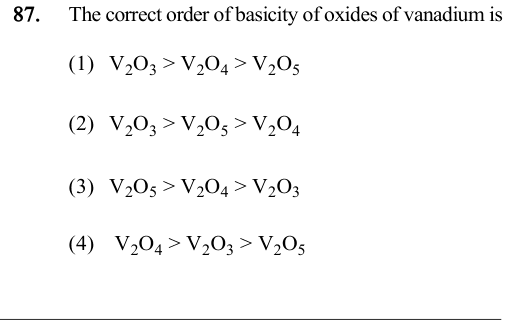 87. The correct order of basicity of oxides of vanadium is
(1) V₂O₃ > V₂O₄ > V₂O₅
(2) V₂O₃ > V₂O₅ > V₂O₄
(3) V₂O₅ > V₂O₄ > V₂O₃
(4) V₂O₄ > V₂O₃ > V₂O₅